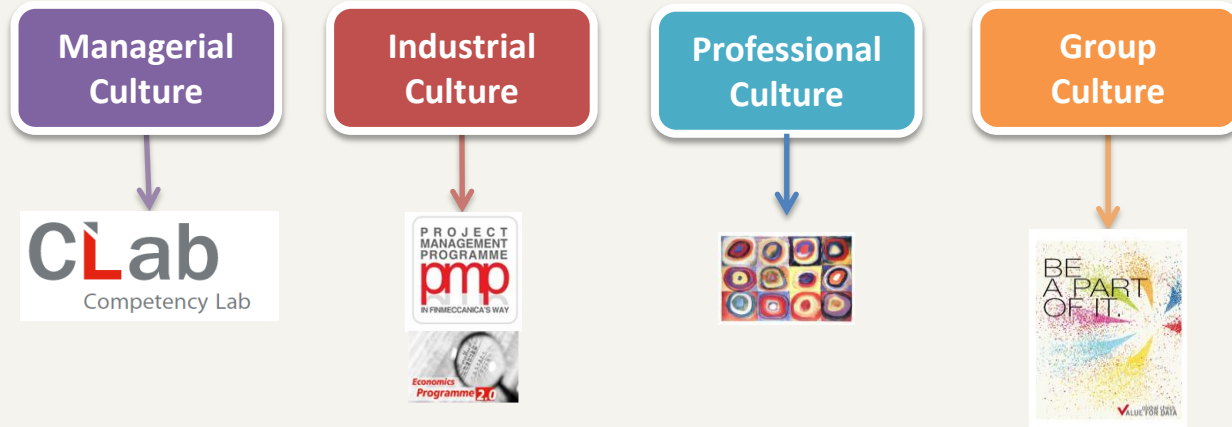 Managerial
Culture
Industrial
Culture
Professional
Culture
Group
Culture
CLab
Competency Lab
PROJECT
MANAGEMENT
PROGRAMME
pmp
IN FINMECCANICA'S WAY
Economics
Programme 2.0
BE
A PART
OF IT.
VALUE FOR DATA